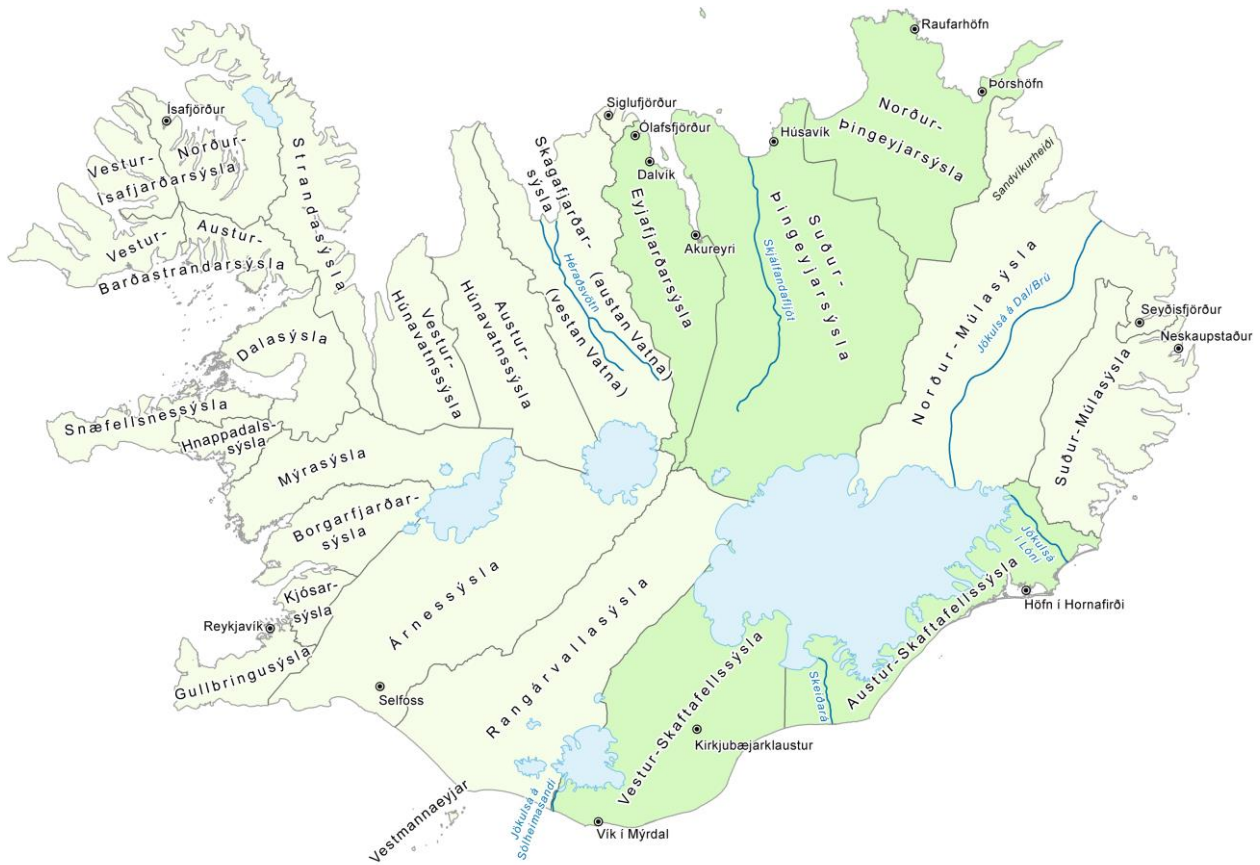 Raufarhöfn
Þórshöfn
Norður-
Þingeyjarsýsla
Ísafjörður
Siglufjörður
Ólafsfjörður
Húsavík
Dalvík
Vestur-
Norður-
Ísafjarðarsýsla
Strandasýsla
Skagafjarðar-
sýsla
(austan Vatna)
(vestan Vatna)
Héraðsvötn
Eyjafjarðarsýsla
Akureyri
Skjálfandafljót
Suður-
Þingeyjarsýsla
Sandvíkurheiði
Norður-Múlasýsla
Jökulsá á Dal/Brú
Seyðisfjörður
Neskaupstaður
Suður-Múlasýsla
Vestur-
Austur-
Barðastrandarsýsla
Vestur-
Húnavatnssýsla
Austur-
Húnavatnssýsla
Dalasýsla
Snæfellsnessýsla
Hnappadals-
sýsla
Mýrasýsla
Borgarfjarðar-
sýsla
Kjósar-
sýsla
Reykjavík
Gullbringusýsla
Árnessýsla
Selfoss
Rangárvallasýsla
Vestmannaeyjar
Jökulsá á
Sólheimasandi
Vík í Mýrdal
Vestur-Skaftafellssýsla
Kirkjubæjarklaustur
Skeiðará
Austur-Skaftafellssýsla
Jökulsá
í Lóni
Höfn í Hornafirði